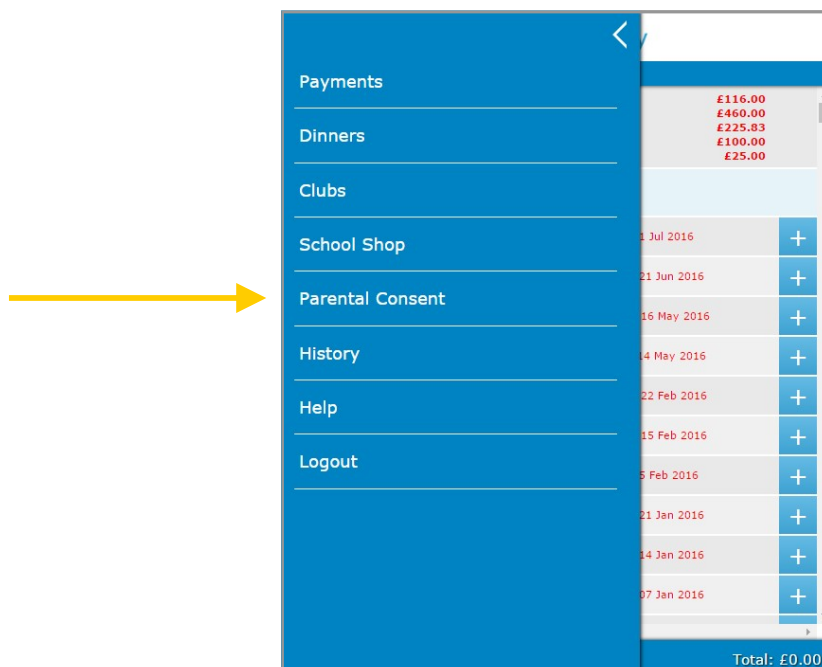 Payments
Dinners
Clubs
School Shop
Parental Consent
History
Help
Logout
£116.00
£460.00
£225.83
£100.00
£25.00
1 Jul 2016
21 Jun 2016
16 May 2016
14 May 2016
22 Feb 2016
15 Feb 2016
5 Feb 2016
21 Jan 2016
14 Jan 2016
07 Jan 2016
Total: £0.00